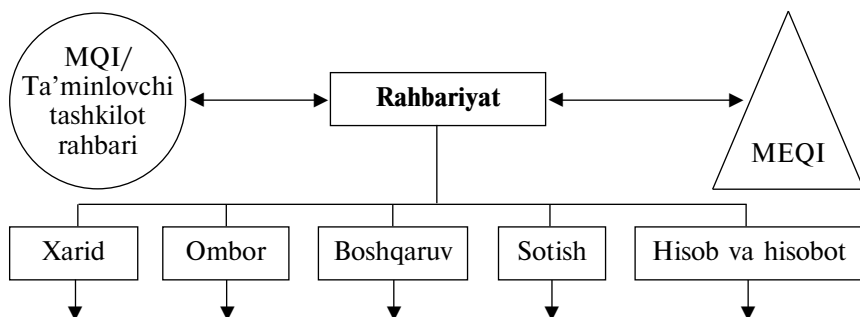 MQI/
Ta’minlovchi
tashkilot
rahbari
Rahbariyat
MEQI
Xarid
Ombor
Boshqaruv
Sotish
Hisob va hisobot